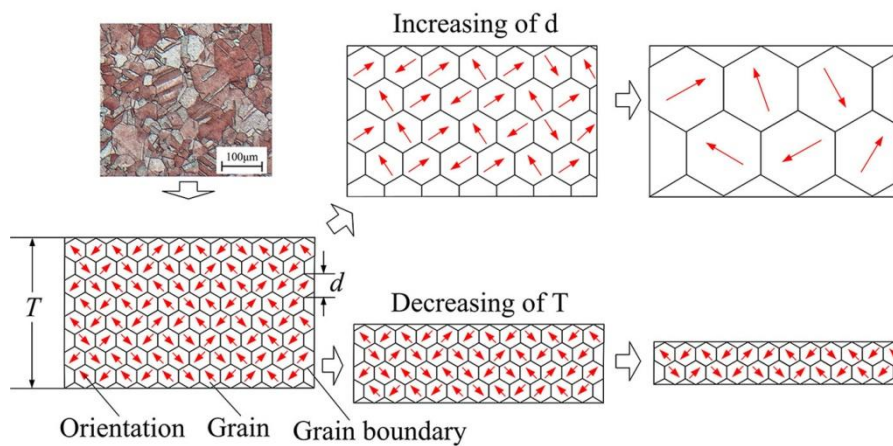 Increasing of d
100μm
T
d
Decreasing of T
Orientation
Grain
Grain boundary